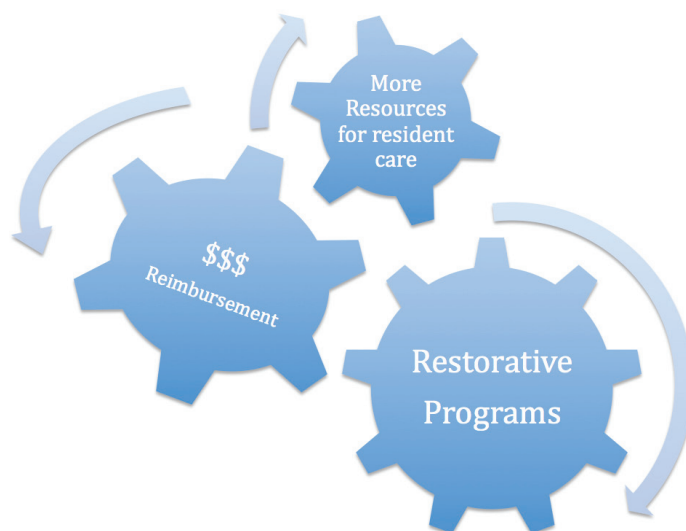 More
Resources
for resident
care
$$$
Reimbursement
Restorative
Programs